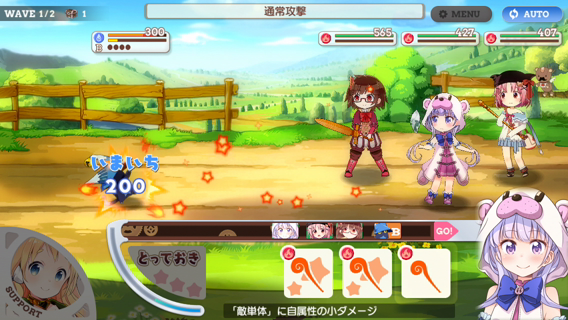 WAVE 1/2 1
通常攻撃
MENU
AUTO
300
B
565
427
407
いまいち
200
B
GO!
とっておき
SUPPORT
「敵単体」に自属性の小ダメージ